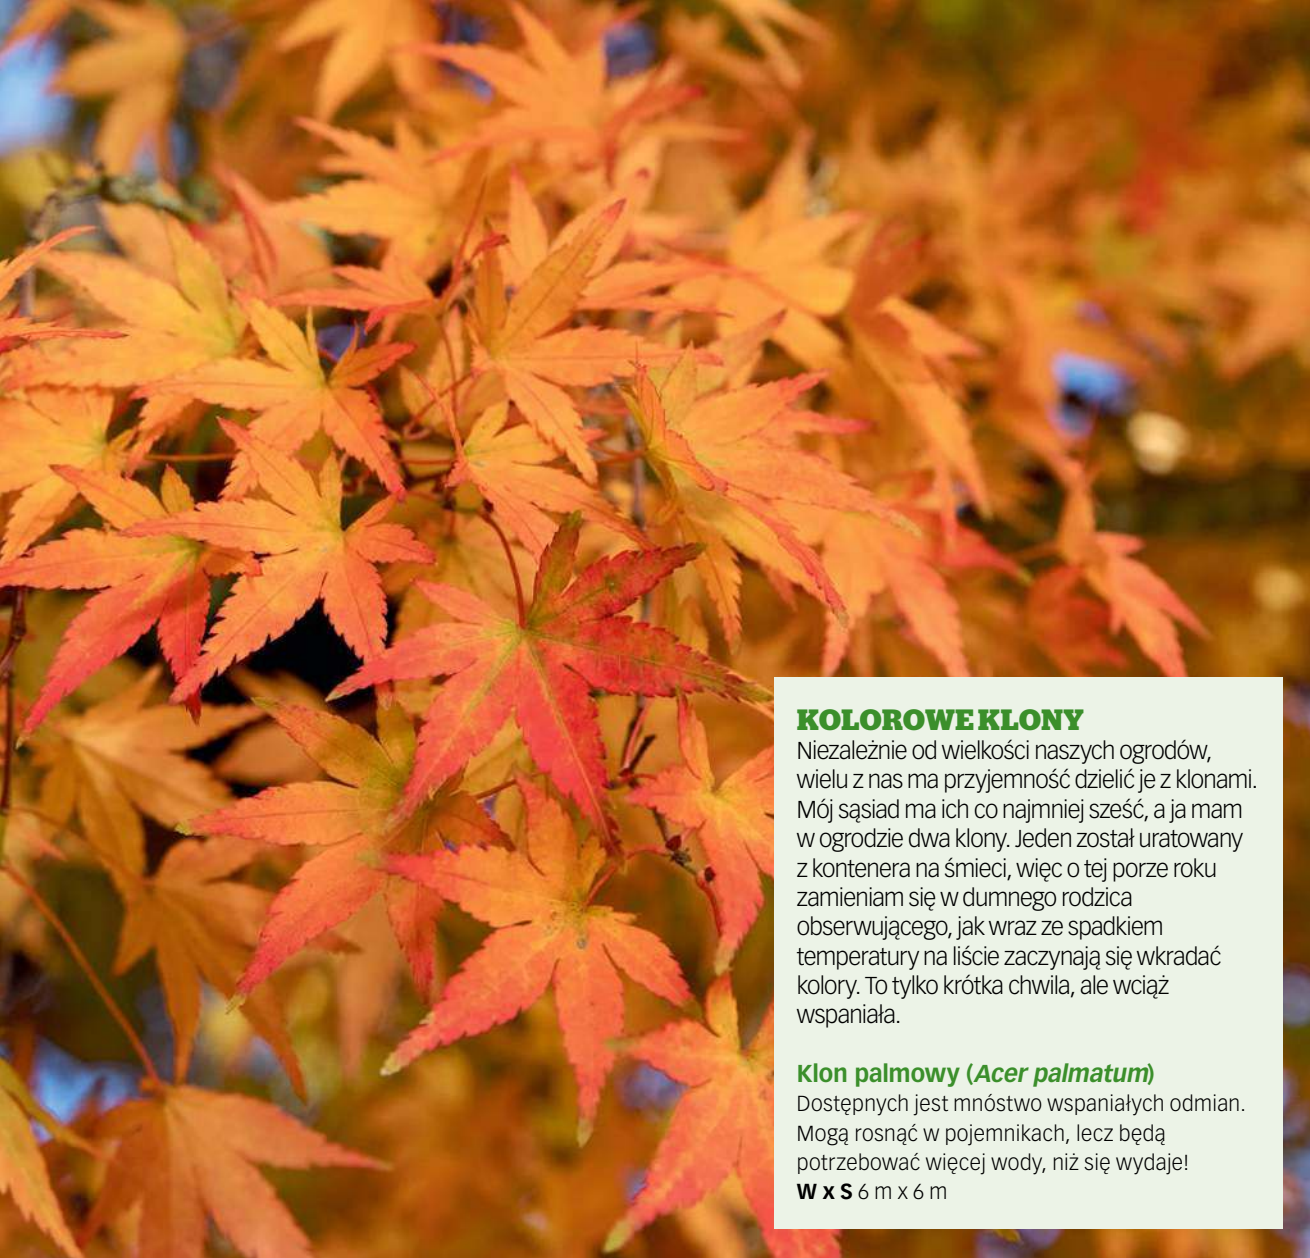 KOLOROWE KLONY
Niezależnie od wielkości naszych ogrodów,
wielu z nas ma przyjemność dzielić je z klonami.
Mój sąsiad ma ich co najmniej sześć, a ja mam
w ogrodzie dwa klony. Jeden został uratowany
z kontenera na śmieci, więc o tej porze roku
zamieniam się w dumnego rodzica
obserwującego, jak wraz ze spadkiem
temperatury na liście zaczynają się wkradać
kolory. To tylko krótka chwila, ale wciąż
wspaniała.
Klon palmowy (Acer palmatum)
Dostępnych jest mnóstwo wspaniałych odmian.
Mogą rosnąć w pojemnikach, lecz będą
potrzebować więcej wody, niż się wydaje!
W x S 6 m x 6 m